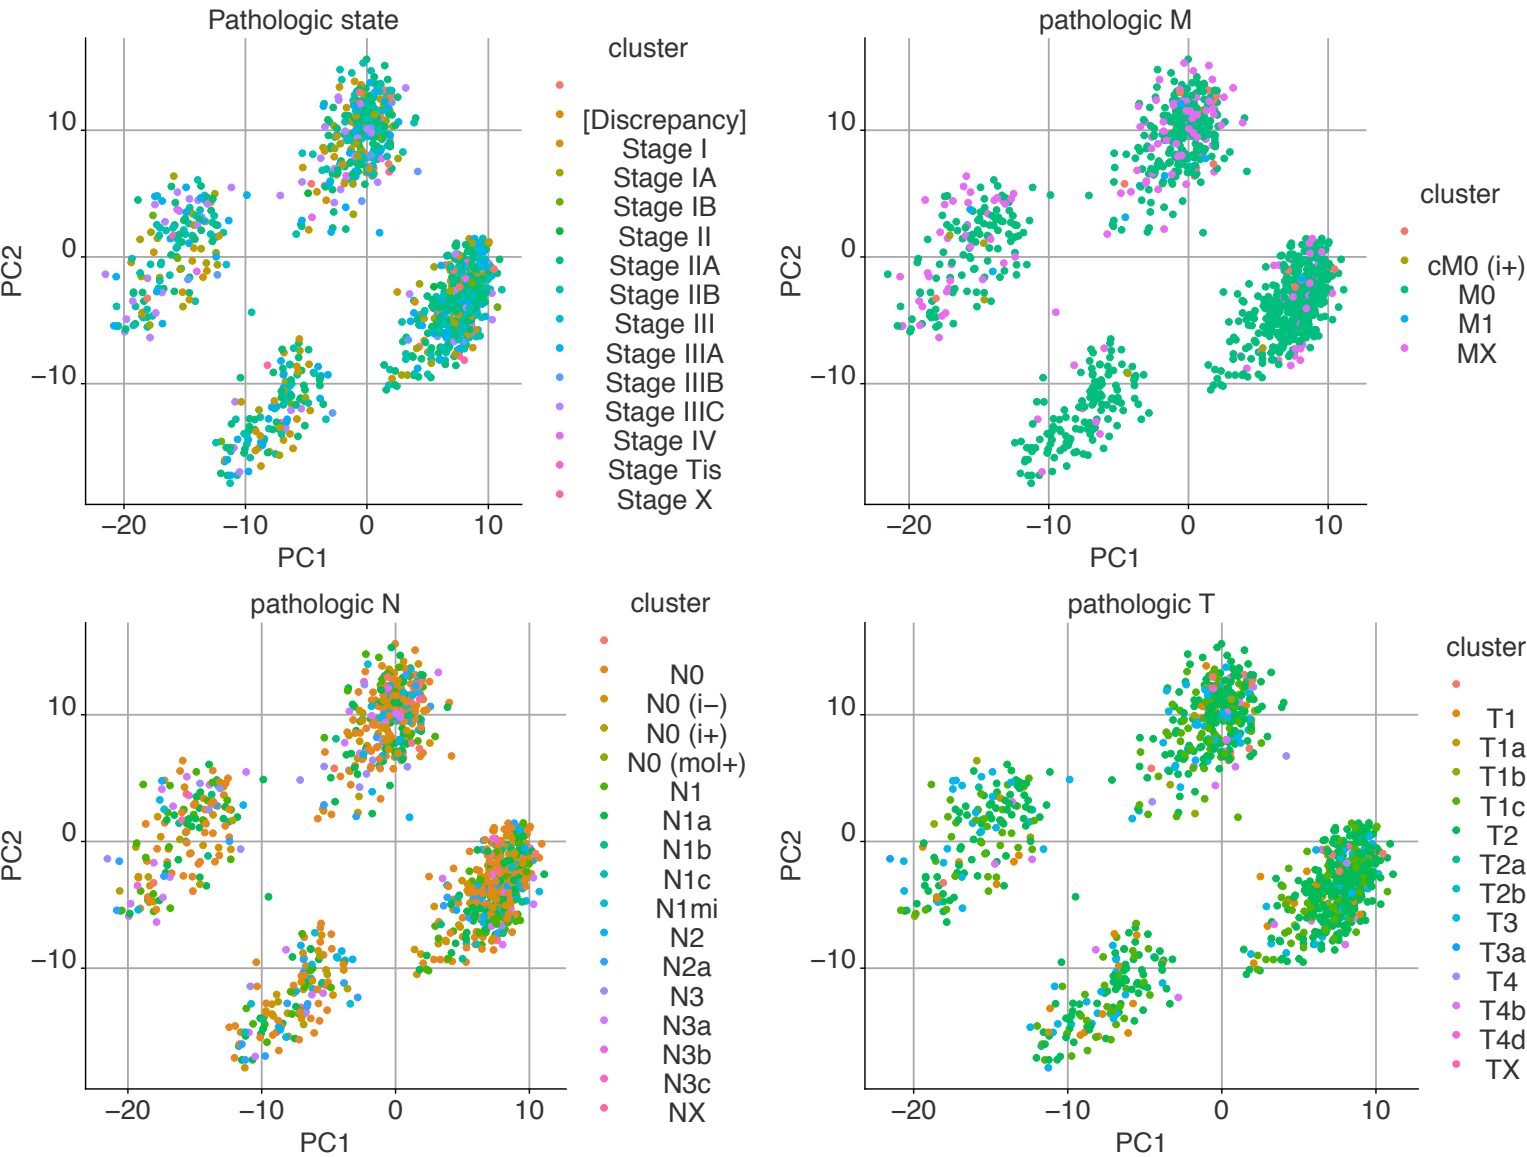 Pathologic state
cluster
[Discrepancy]
Stage I
Stage IA
Stage IB
Stage II
Stage IIA
Stage IIB
Stage III
Stage IIIA
Stage IIIB
Stage IIIC
Stage IV
Stage Tis
Stage X
10
0
−10
PC2
−20
−10
0
10
PC1
pathologic M
cluster
cM0 (i+)
M0
M1
MX
10
0
−10
PC2
−20
−10
0
10
PC1
pathologic N
cluster
N0
N0 (i−)
N0 (i+)
N0 (mol+)
N1
N1a
N1b
N1c
N1mi
N2
N2a
N3
N3a
N3b
N3c
NX
10
0
−10
PC2
−20
−10
0
10
PC1
pathologic T
cluster
T1
T1a
T1b
T1c
T2
T2a
T2b
T3
T3a
T4
T4b
T4d
TX
10
0
−10
PC2
−20
−10
0
10
PC1